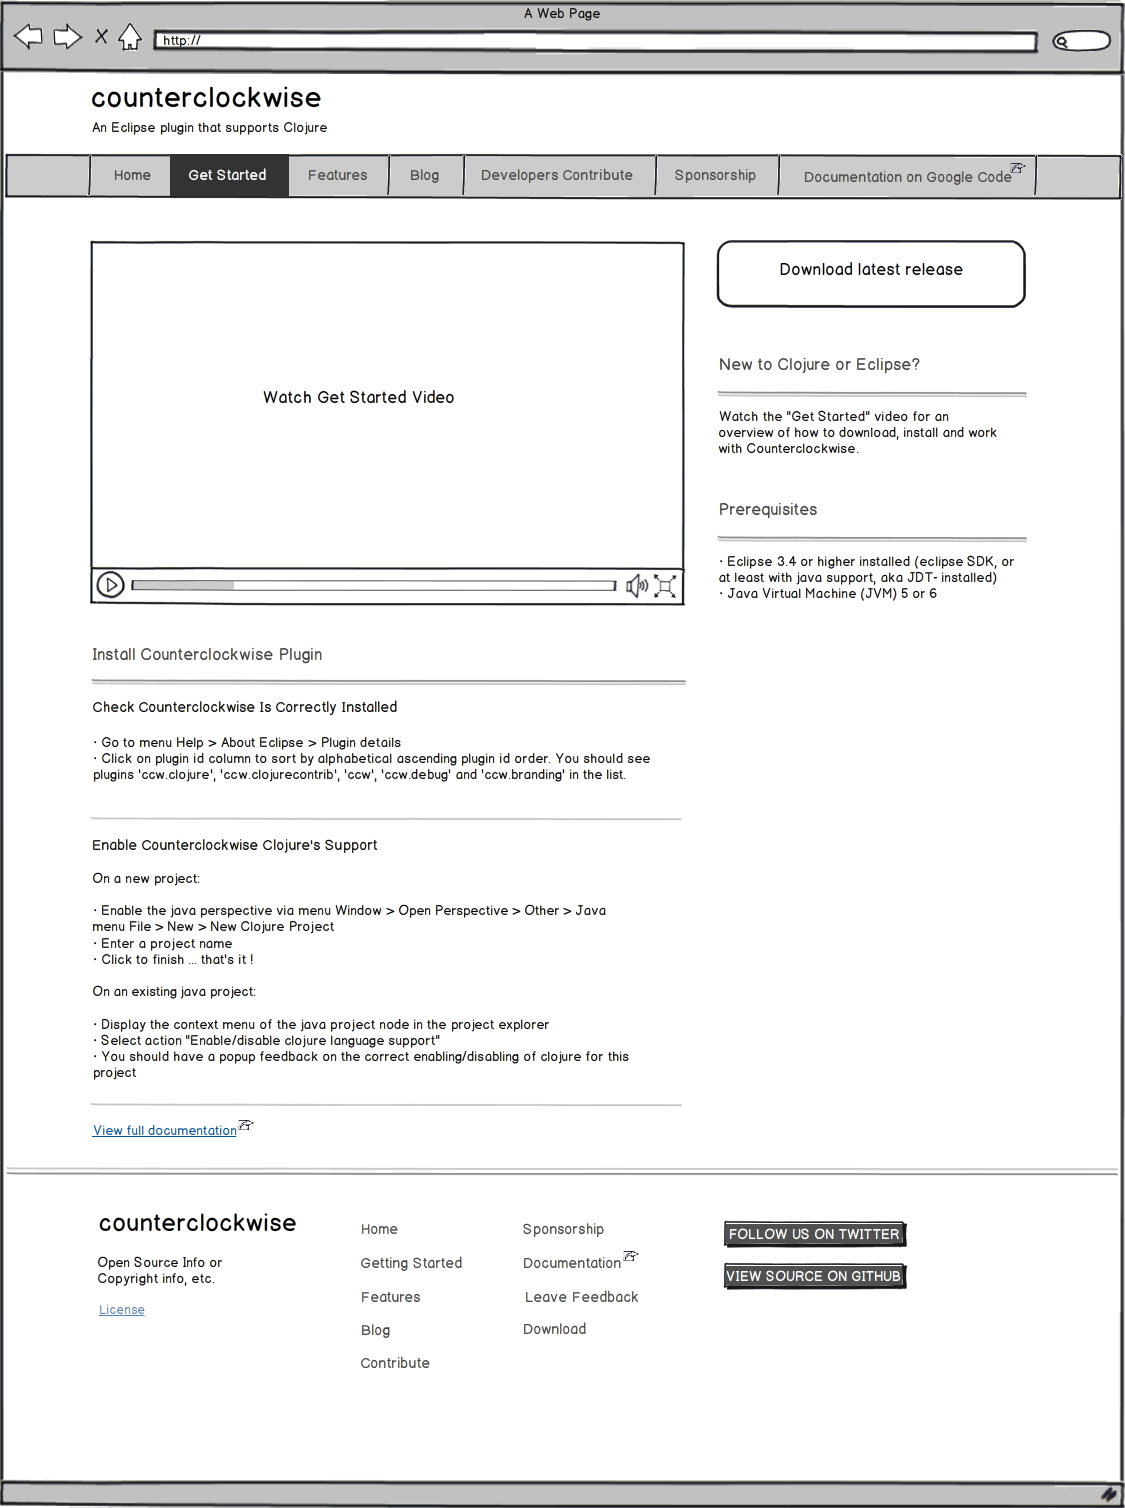 A Web Page
http://
counterclockwise
An Eclipse plugin that supports Clojure
Home
Get Started
Features
Blog
Developers Contribute
Sponsorship
Documentation on Google Code
Watch Get Started Video
Download latest release
New to Clojure or Eclipse?
Watch the "Get Started" video for an
overview of how to download, install and work
with Counterclockwise.
Prerequisites
· Eclipse 3.4 or higher installed (eclipse SDK, or
at least with java support, aka JDT- installed)
· Java Virtual Machine (JVM) 5 or 6
Install Counterclockwise Plugin
Check Counterclockwise Is Correctly Installed
· Go to menu Help > About Eclipse > Plugin details
· Click on plugin id column to sort by alphabetical ascending plugin id order. You should see
plugins 'ccw.clojure', 'ccw.clojurecontrib', 'ccw', 'ccw.debug' and 'ccw.branding' in the list.
Enable Counterclockwise Clojure's Support
On a new project:
· Enable the java perspective via menu Window > Open Perspective > Other > Java
menu File > New > New Clojure Project
· Enter a project name
· Click to finish ... that's it !
On an existing java project:
· Display the context menu of the java project node in the project explorer
· Select action "Enable/disable clojure language support"
· You should have a popup feedback on the correct enabling/disabling of clojure for this
project
View full documentation
counterclockwise
Open Source Info or
Copyright info, etc.
License
Home
Getting Started
Features
Blog
Contribute
Sponsorship
Documentation
Leave Feedback
Download
FOLLOW US ON TWITTER
VIEW SOURCE ON GITHUB